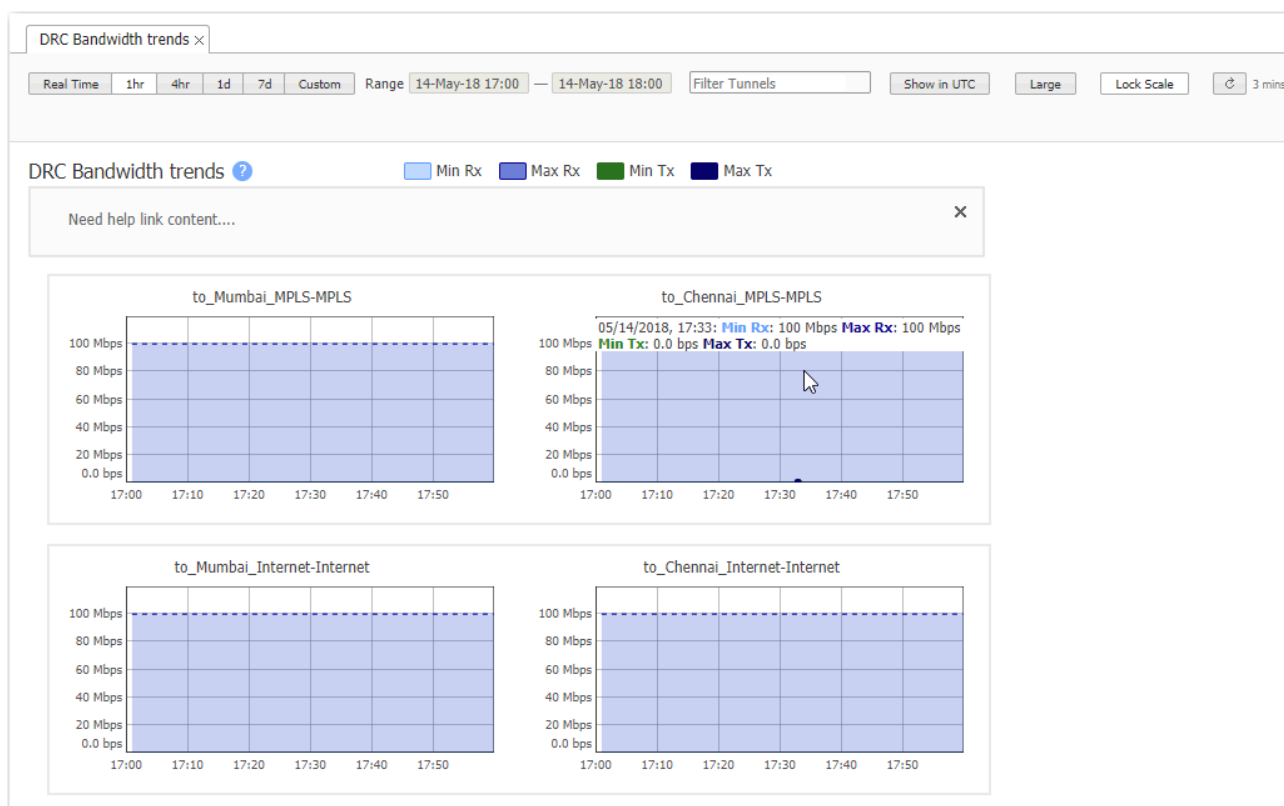 DRC Bandwidth trends ×
Real Time 1hr 4hr 1d 7d Custom Range 14-May-18 17:00 — 14-May-18 18:00 Filter Tunnels Show in UTC Large Lock Scale 3 mins
DRC Bandwidth trends ? Min Rx Max Rx Min Tx Max Tx
Need help link content.... ×
to_Mumbai_MPLS-MPLS
100 Mbps
80 Mbps
60 Mbps
40 Mbps
20 Mbps
0.0 bps
17:00 17:10 17:20 17:30 17:40 17:50
to_Chennai_MPLS-MPLS
05/14/2018, 17:33: Min Rx: 100 Mbps Max Rx: 100 Mbps
100 Mbps Min Tx: 0.0 bps Max Tx: 0.0 bps
80 Mbps
60 Mbps
40 Mbps
20 Mbps
0.0 bps
17:00 17:10 17:20 17:30 17:40 17:50
to_Mumbai_Internet-Internet
100 Mbps
80 Mbps
60 Mbps
40 Mbps
20 Mbps
0.0 bps
17:00 17:10 17:20 17:30 17:40 17:50
to_Chennai_Internet-Internet
100 Mbps
80 Mbps
60 Mbps
40 Mbps
20 Mbps
0.0 bps
17:00 17:10 17:20 17:30 17:40 17:50